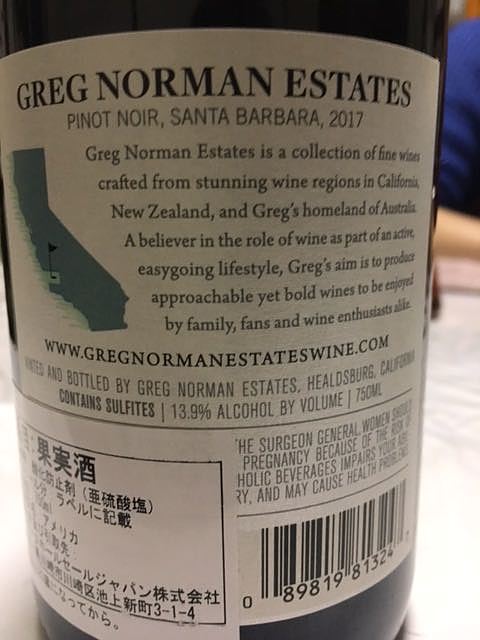 GREG NORMAN ESTATES
PINOT NOIR, SANTA BARBARA, 2017
Greg Norman Estates is a collection of fine wines
crafted from stunning wine regions in California,
New Zealand, and Greg's homeland of Australia.
A believer in the role of wine as part of an active,
easygoing lifestyle, Greg's aim is to produce
approachable yet bold wines to be enjoyed
by family, fans and wine enthusiasts alike.
WWW.GREGNORMANESTATESWINE.COM
AND BOTTLED BY GREG NORMAN ESTATES, HEALDSBURG, CALIFORNIA
CONTAINS SULFITES | 13.9% ALCOHOL BY VOLUME | 750ML
SURGEON GENERAL, WOMEN SHOULD
PREGNANCY BECAUSE OF THE RISK OF
HOLIC BEVERAGES IMPAIRS YOUR
RY, AND MAY CAUSE HEALTH PROBLEMS.
果実酒
防止剤（亜硫酸塩）
ラベルに記載
メリカ
ールセールジャパン株式会社
川崎区池上新町3-1-4
なってから。
0 89819 81324